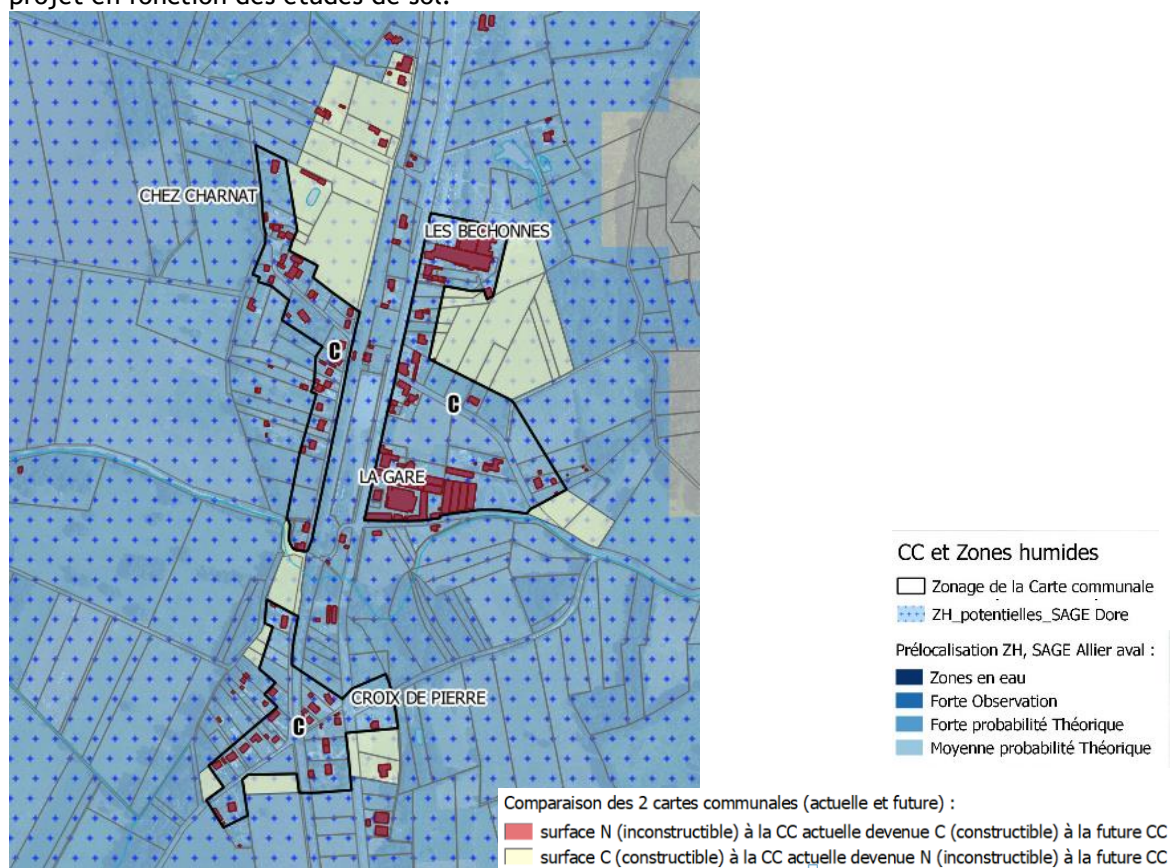 projet en fonction des études de sol.
CHEZ CHARNAT
LES BECHONNES
C
C
LA GARE
CROIX DE PIERRE
C
CC et Zones humides
Zonage de la Carte communale
ZH_potentielles_SAGE Dore
Prélocalisation ZH, SAGE Allier aval :
Zones en eau
Forte Observation
Forte probabilité Théorique
Moyenne probabilité Théorique
Comparaison des 2 cartes communales (actuelle et future) :
surface N (inconstructible) à la CC actuelle devenue C (constructible) à la future CC
surface C (constructible) à la CC actuelle devenue N (inconstructible) à la future CC